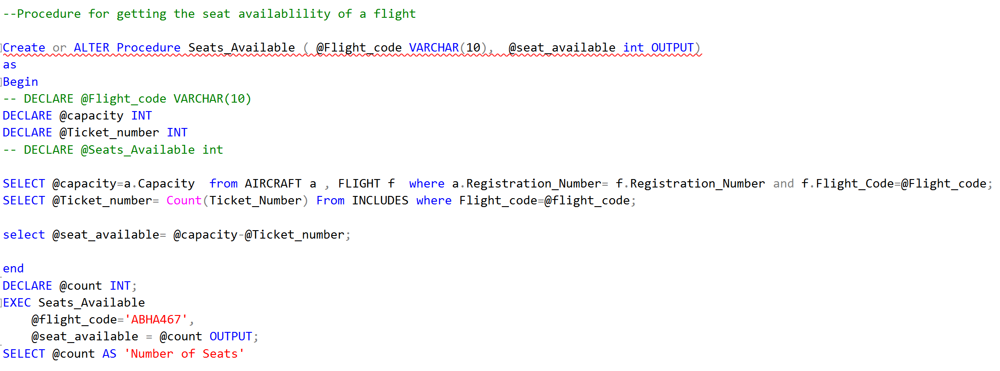 --Procedure for getting the seat availablility of a flight
Create or ALTER Procedure Seats_Available ( @Flight_code VARCHAR(10),  @seat_available int OUTPUT)
as
Begin
-- DECLARE @Flight_code VARCHAR(10)
DECLARE @capacity INT
DECLARE @Ticket_number INT
-- DECLARE @Seats_Available int
SELECT @capacity=a.Capacity  from AIRCRAFT a , FLIGHT f  where a.Registration_Number= f.Registration_Number and f.Flight_Code=@Flight_code;
SELECT @Ticket_number= Count(Ticket_Number) From INCLUDES where Flight_code=@flight_code;
select @seat_available= @capacity-@Ticket_number;
end
DECLARE @count INT;
EXEC Seats_Available
    @flight_code='ABHA467',
    @seat_available = @count OUTPUT;
SELECT @count AS 'Number of Seats'